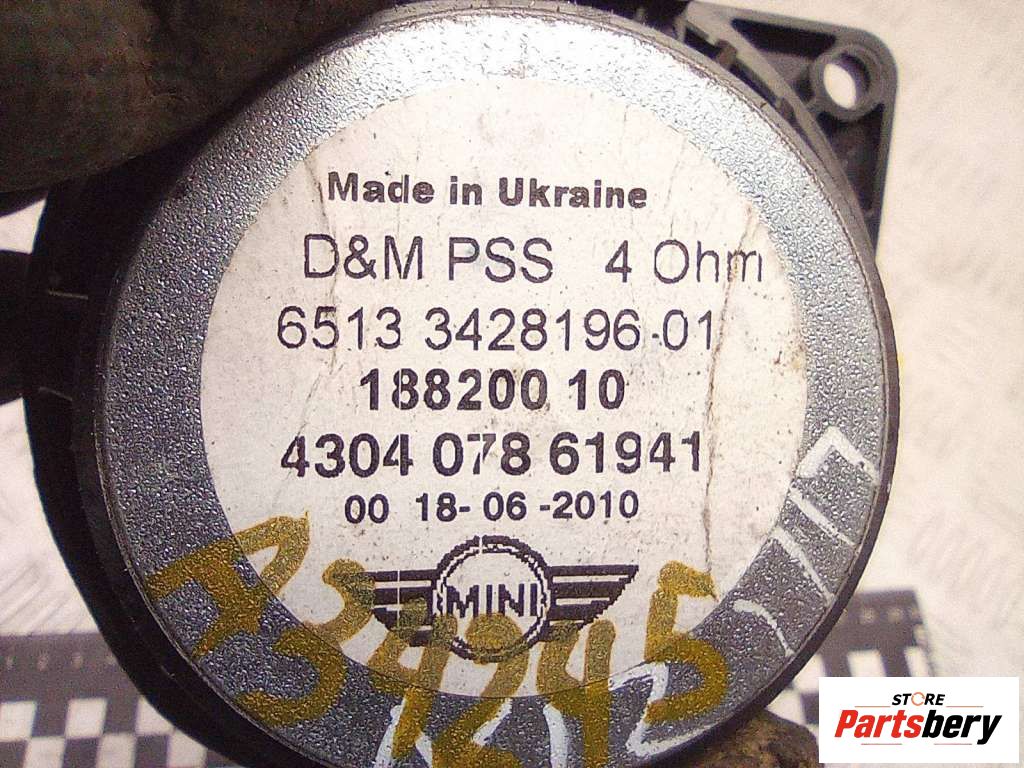 Made in Ukraine
D&M PSS 4 Ohm
6513 3428196-01
188200 10
4304 078 61941
00 18-06-2010
MINI
A34245
STORE
Partsbery